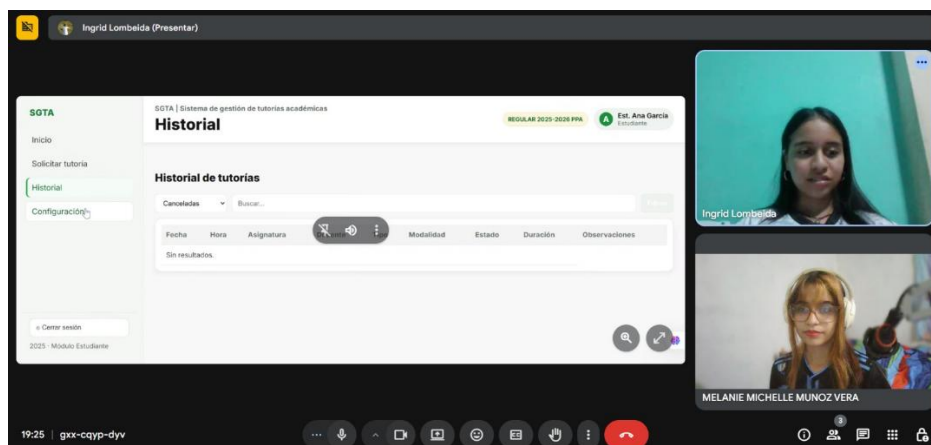 Ingrid Lombeida (Presentar)
SGTA
SGTA | Sistema de gestión de tutorías académicas
Historial
REGULAR 2025-2026 PPA
A
Est. Ana García
Estudiante
Inicio
Solicitar tutoría
Historial
Configuración
Historial de tutorías
Canceladas
Buscar...
Fecha Hora Asignatura Modalidad Estado Duración Observaciones
Sin resultados.
Cerrar sesión
2025 · Módulo Estudiante
Ingrid Lombeida
MELANIE MICHELLE MUNOZ VERA
19:25 | gxx-cqyp-dyv
3